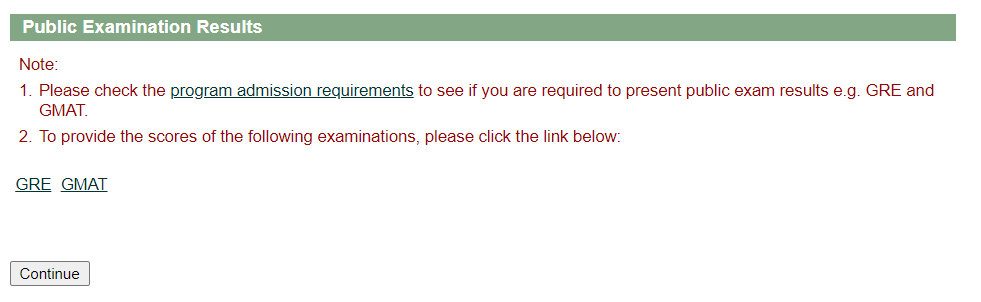 Public Examination Results
Note:
1. Please check the program admission requirements to see if you are required to present public exam results e.g. GRE and
GMAT.
2. To provide the scores of the following examinations, please click the link below:
GRE GMAT
Continue